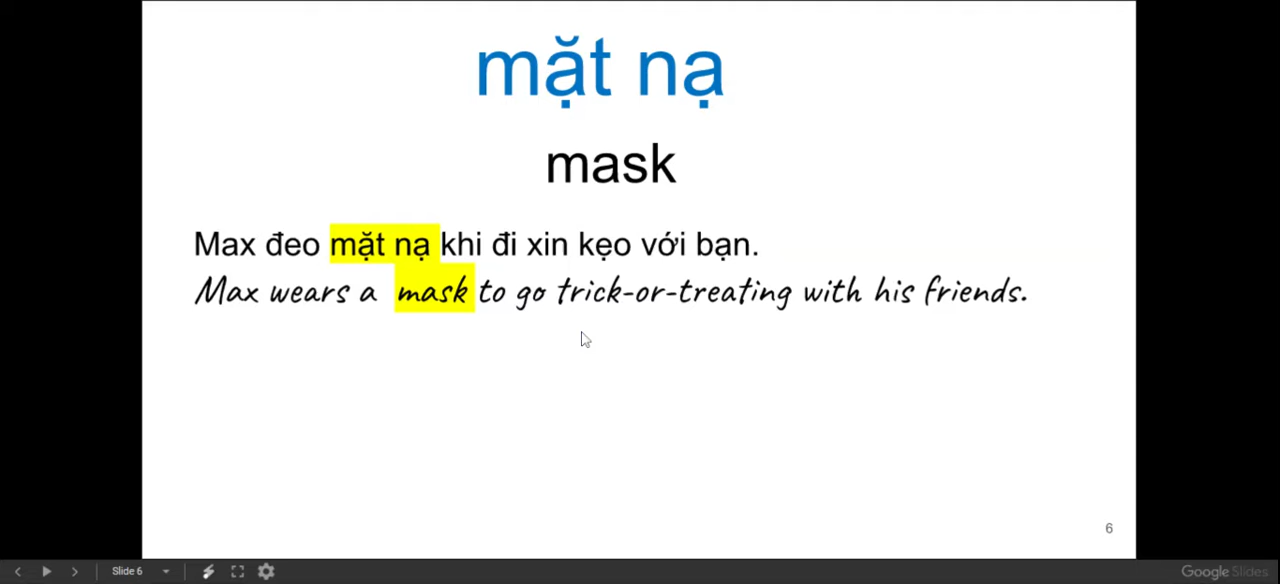 mặt nạ
mask
Max đeo mặt nạ khi đi xin kẹo với bạn.
Max wears a mask to go trick-or-treating with his friends.
6
Slide 6
Google Slides